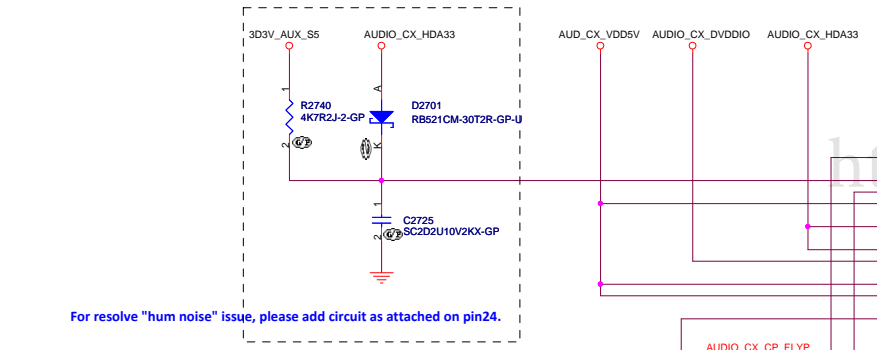 3D3V_AUX_S5
AUDIO_CX_HDA33
AUD_CX_VDD5V
AUDIO_CX_DVDDIO
AUDIO_CX_HDA33
1
A
R2740
4K7R2J-2-GP
D2701
RB521CM-30T2R-GP-U
2
G/P
K
ht
1
C2725
SC2D2U10V2KX-GP
2
G/P
For resolve "hum noise" issue, please add circuit as attached on pin24.